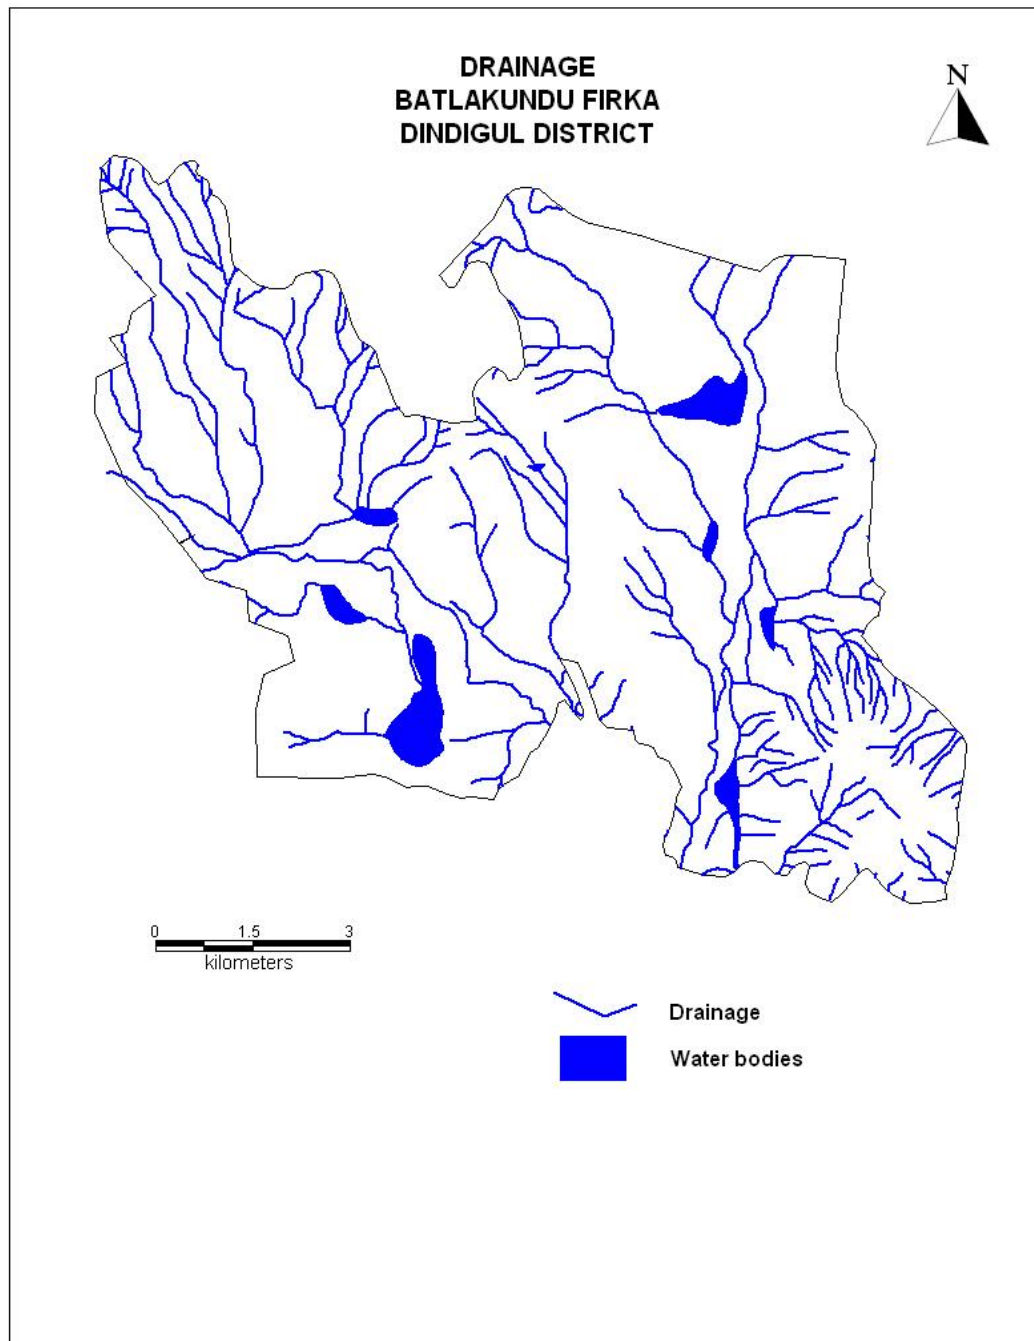 DRAINAGE
BATLAKUNDU FIRKA
DINDIGUL DISTRICT
N
0 1.5 3
kilometers
Drainage
Water bodies